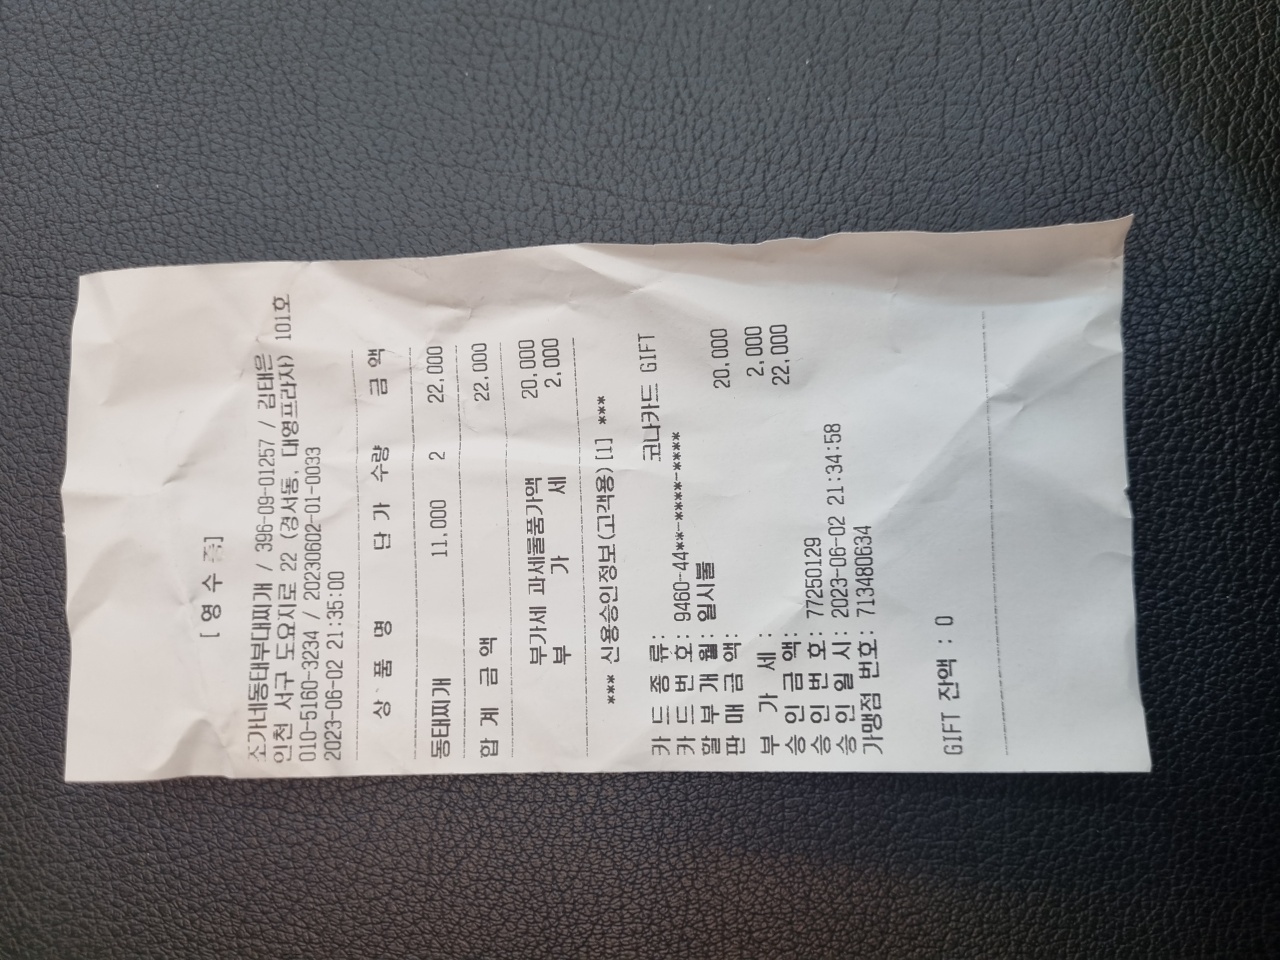 [ 영 수 증]
조가네동태부대찌개 / 396-09-01257 / 김태은
인천 서구 도요지로 22 (경서동, 대영프라자) 101호
010-5160-3234 / 20230602-01-0033
2023-06-02 21:35:00
상 품 명 단 가 수량 금 액
동태찌개 11,000 2 22,000
합 계 금 액 22,000
부가세 과세물품가액 20,000
부 가 세 2,000
*** 신용승인정보(고객용) [1] ***
카 드 종 류: 코나카드 GIFT
카 드 번 호: 9460-44**-****-****
할 부 개 월: 일시불
판 매 금 액: 20,000
부 가 세 : 2,000
승 인 금 액: 22,000
승 인 번 호: 77250129
승 인 일 시: 2023-06-02 21:34:58
가맹점 번호: 713480634
GIFT 잔액 : 0